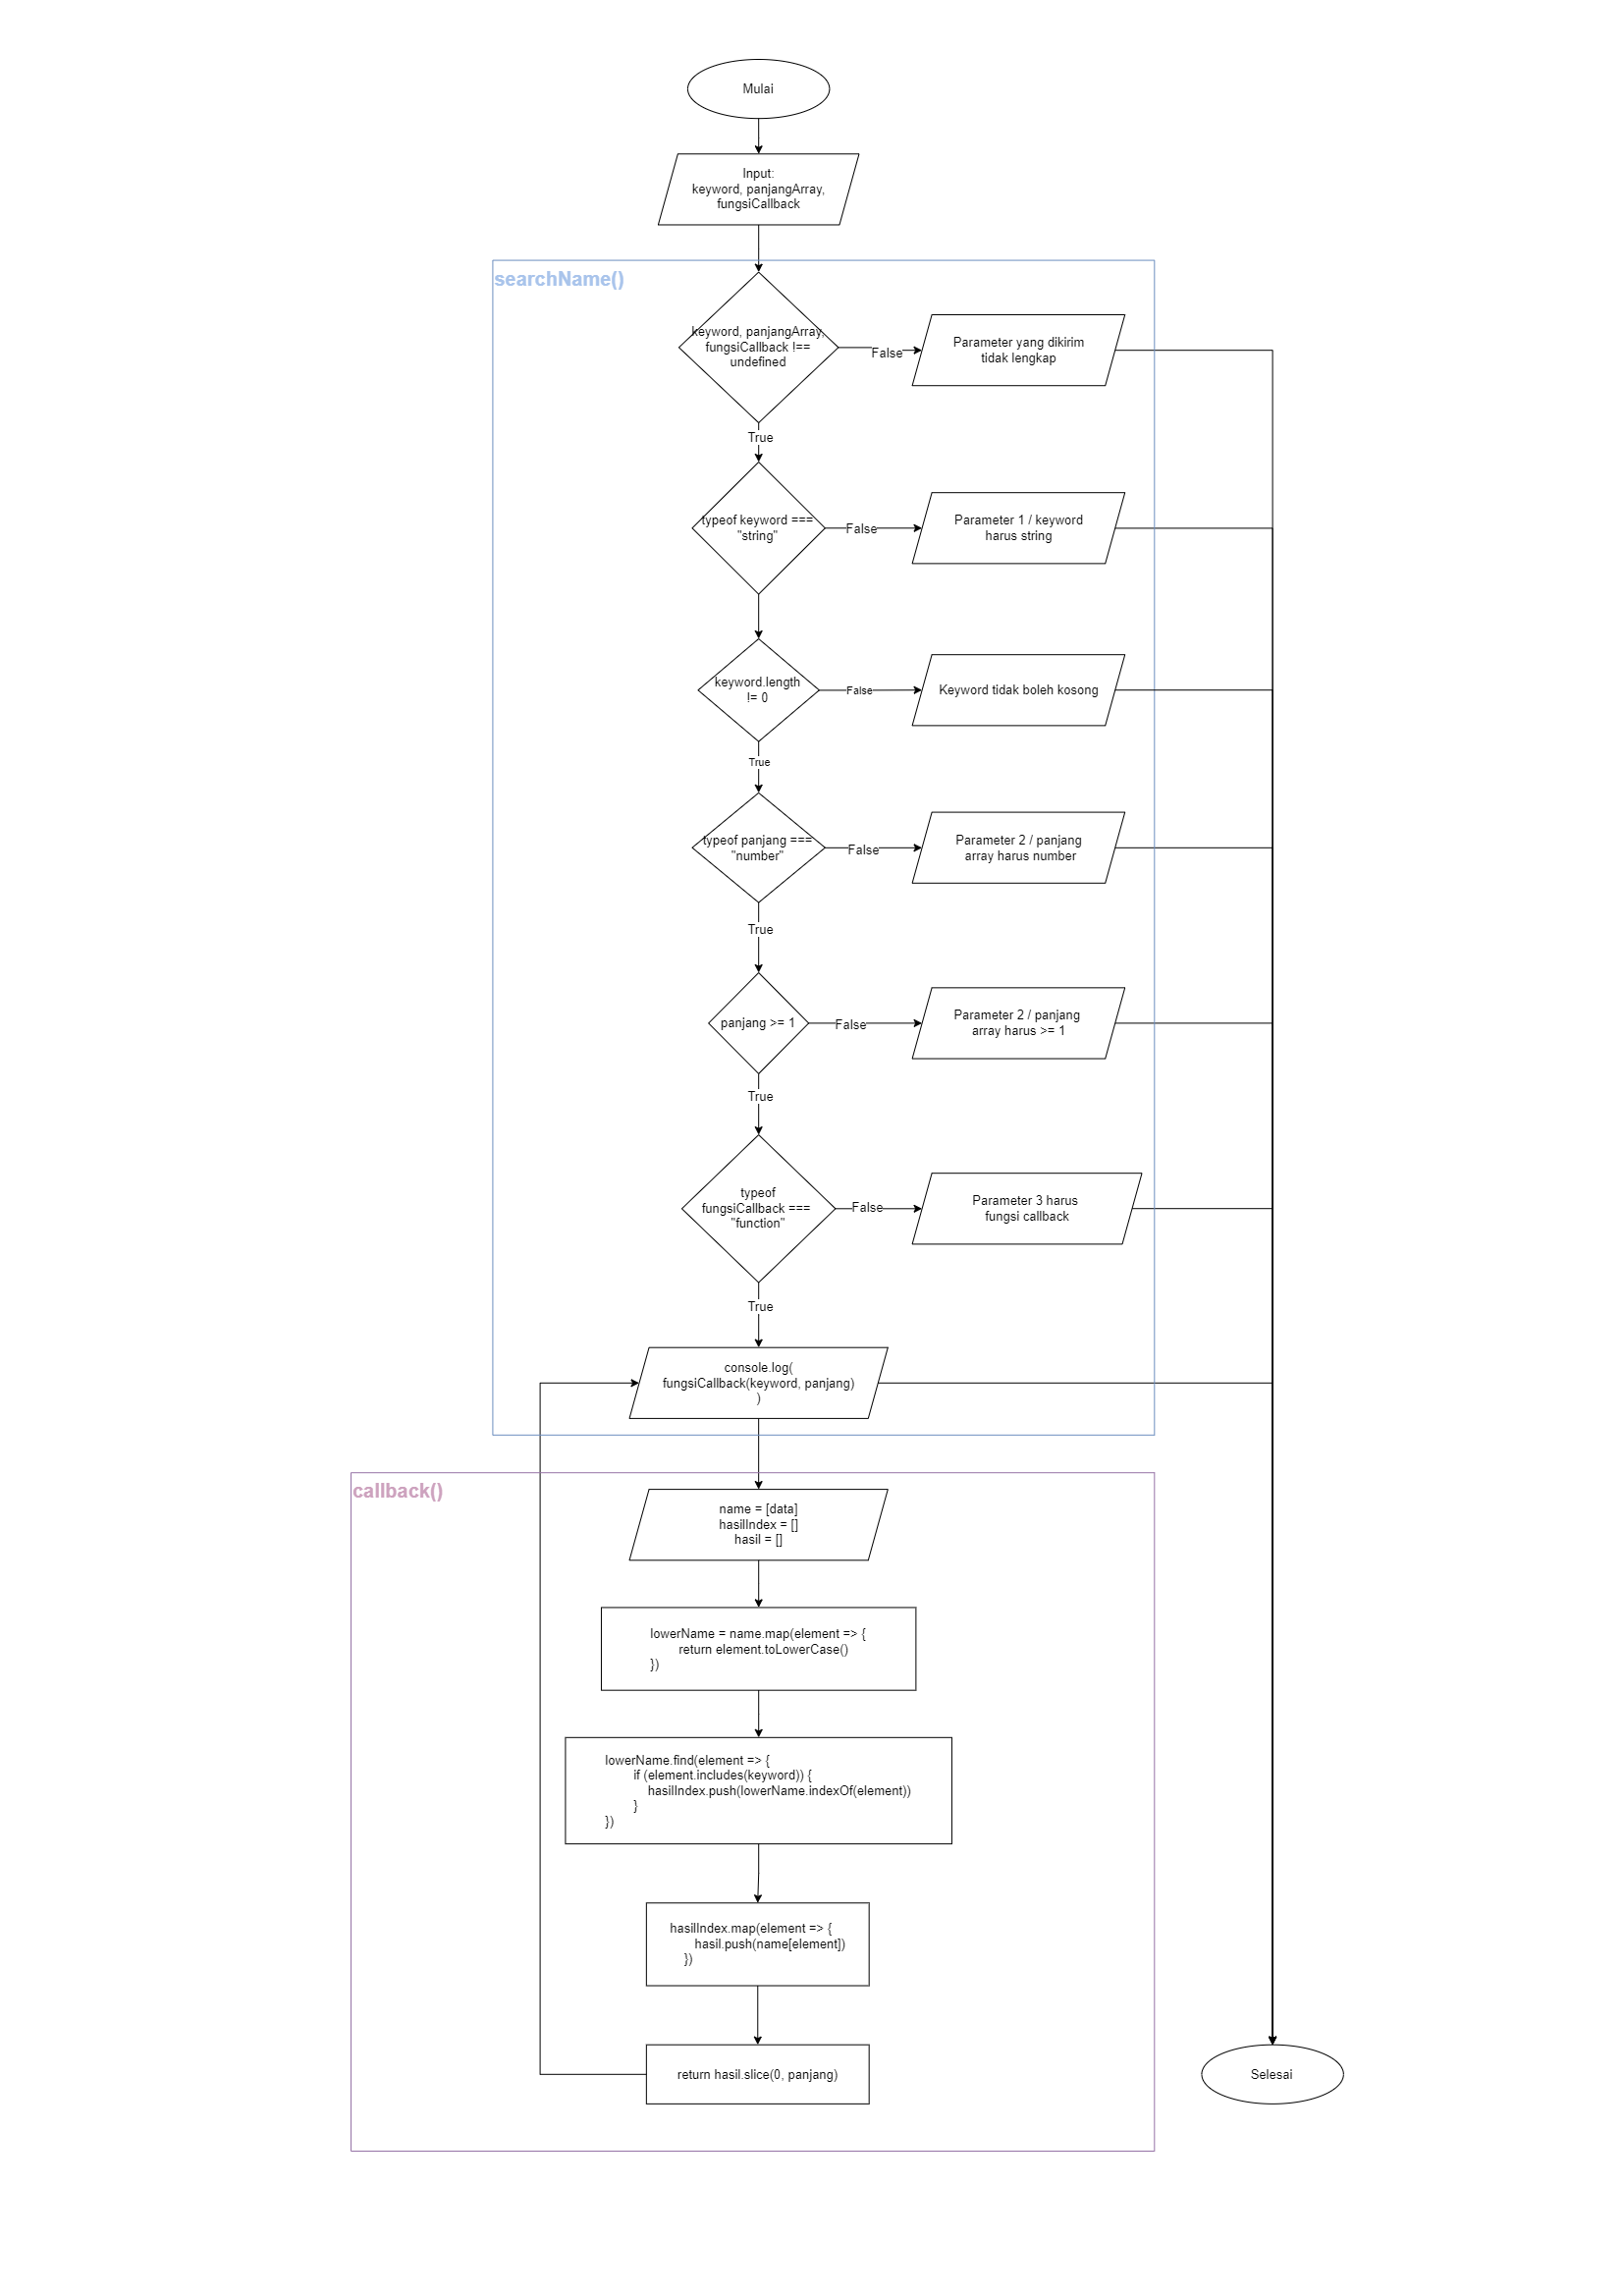 Mulai
Input:
keyword, panjangArray,
fungsiCallback
searchName()
keyword, panjangArray,
fungsiCallback !==
undefined
False
Parameter yang dikirim
tidak lengkap
True
typeof keyword ===
"string"
False
Parameter 1 / keyword
harus string
keyword.length
!= 0
False
Keyword tidak boleh kosong
True
typeof panjang ===
"number"
False
Parameter 2 / panjang
array harus number
True
panjang >= 1
False
Parameter 2 / panjang
array harus >= 1
True
typeof
fungsiCallback ===
"function"
False
Parameter 3 harus
fungsi callback
True
console.log(
fungsiCallback(keyword, panjang)
)
callback()
name = [data]
hasilIndex = []
hasil = []
lowerName = name.map(element => {
return element.toLowerCase()
})
lowerName.find(element => {
if (element.includes(keyword)) {
hasilIndex.push(lowerName.indexOf(element))
}
})
hasilIndex.map(element => {
hasil.push(name[element])
})
return hasil.slice(0, panjang)
Selesai